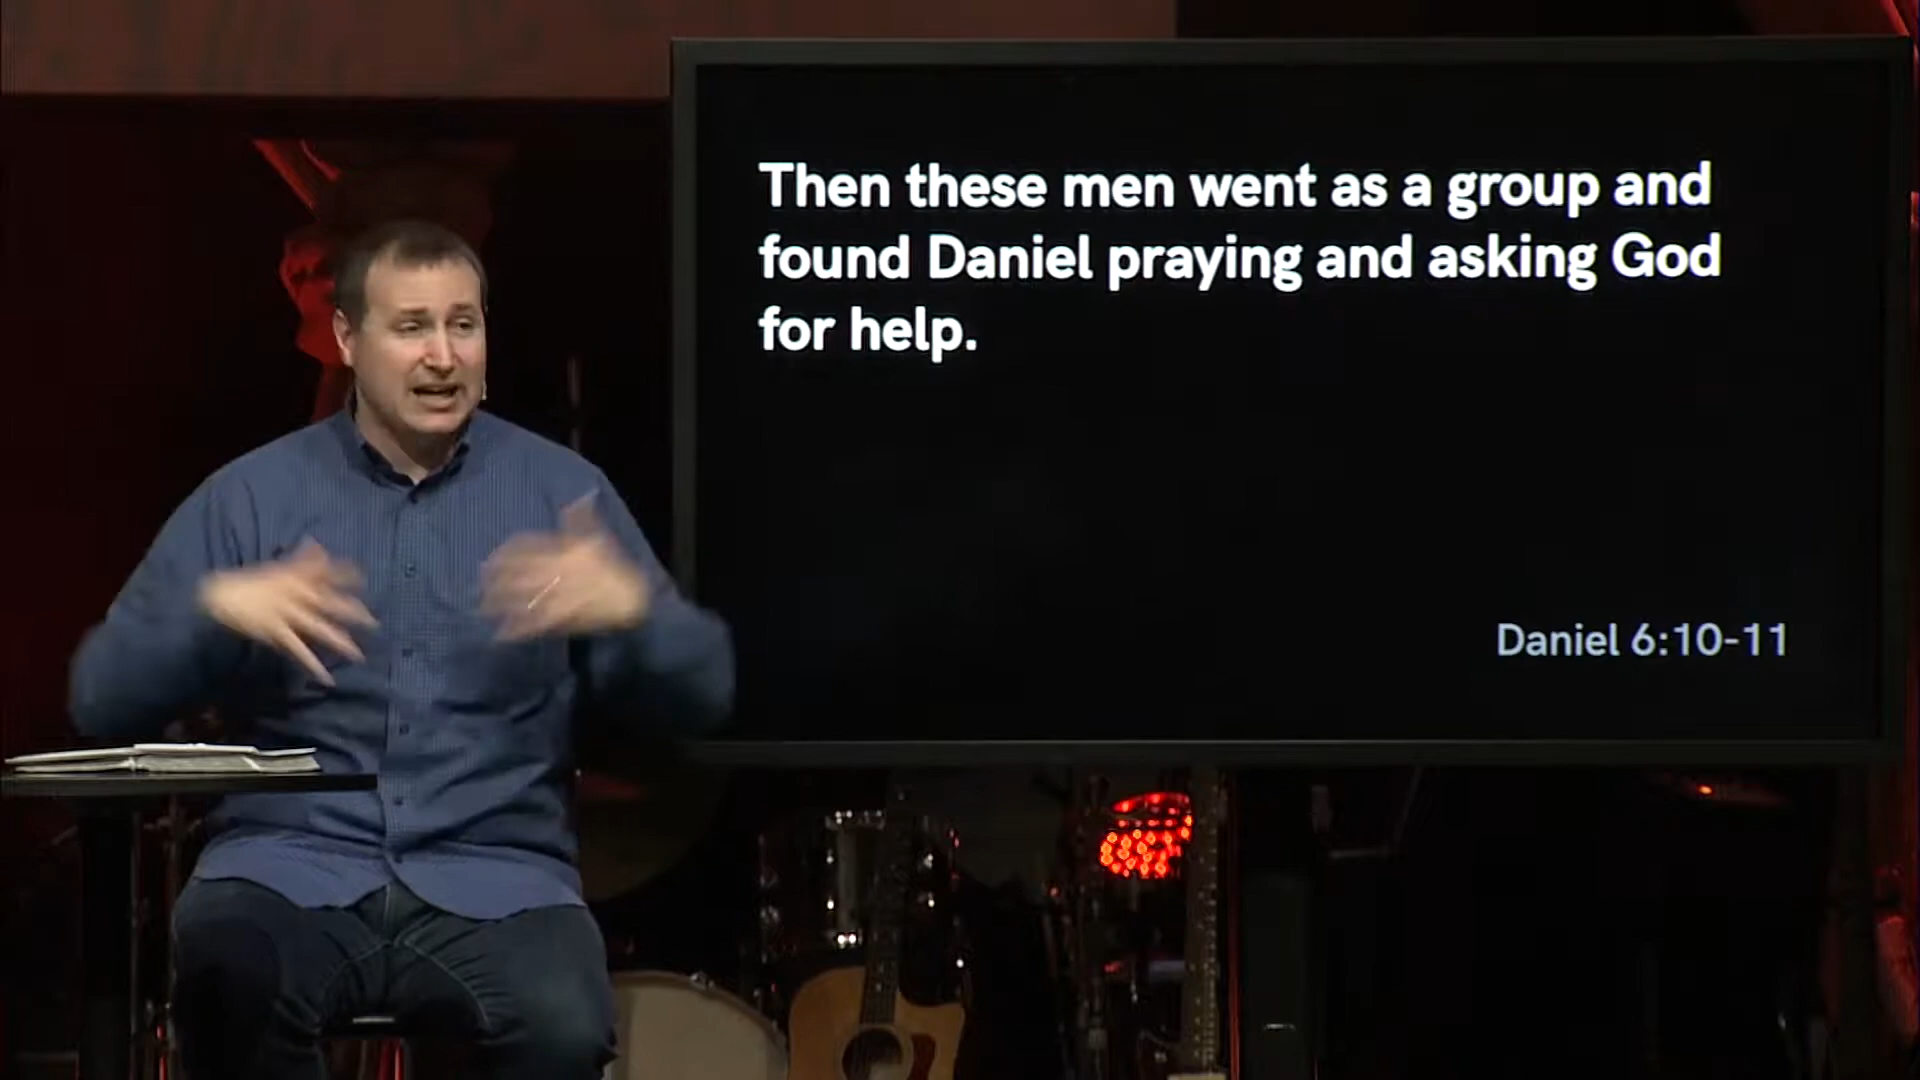 Then these men went as a group and
found Daniel praying and asking God
for help.
Daniel 6:10-11